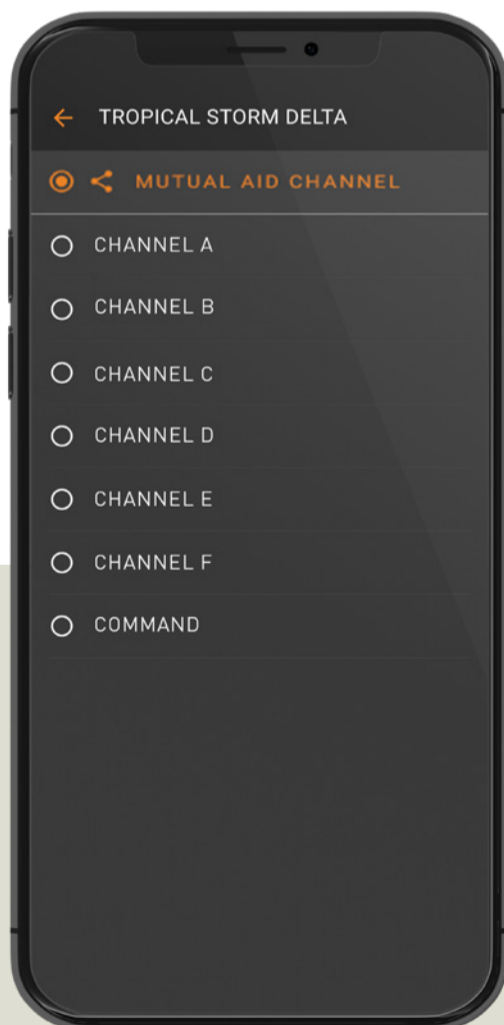 TROPICAL STORM DELTA
MUTUAL AID CHANNEL
CHANNEL A
CHANNEL B
CHANNEL C
CHANNEL D
CHANNEL E
CHANNEL F
COMMAND